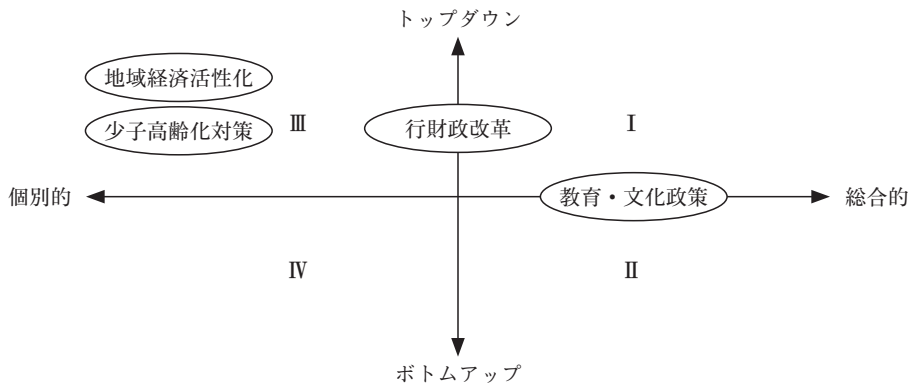 トップダウン
地域経済活性化
少子高齢化対策
Ⅲ
行財政改革
Ⅰ
個別的
教育・文化政策
総合的
Ⅳ
Ⅱ
ボトムアップ